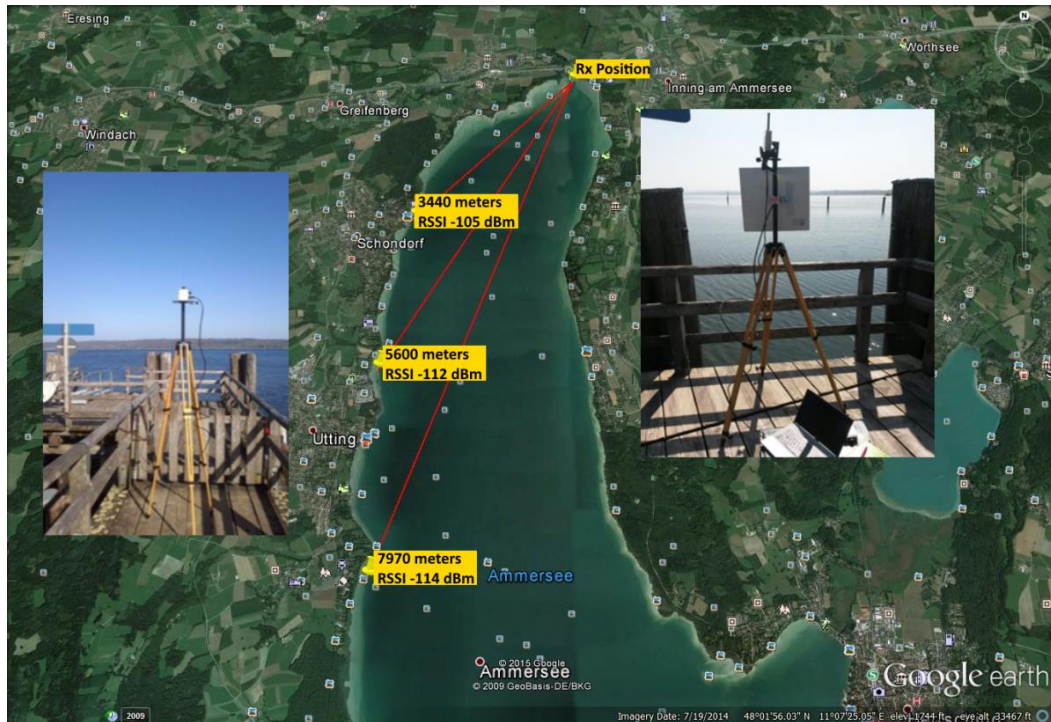 Eresing
Worthsee
Rx Position
Inning am Ammersee
Greifenberg
Windach
3440 meters
RSSI -105 dBm
Schondorf
5600 meters
RSSI -112 dBm
Utting
7970 meters
RSSI -114 dBm
Ammersee
Ammersee
© 2015 Google
© 2009 GeoBasis-DE/BKG
Google earth
2009
Imagery Date: 7/19/2014 48°01'56.03" N 11°07'25.05" E elev 1744 ft eye alt 33467 ft
N